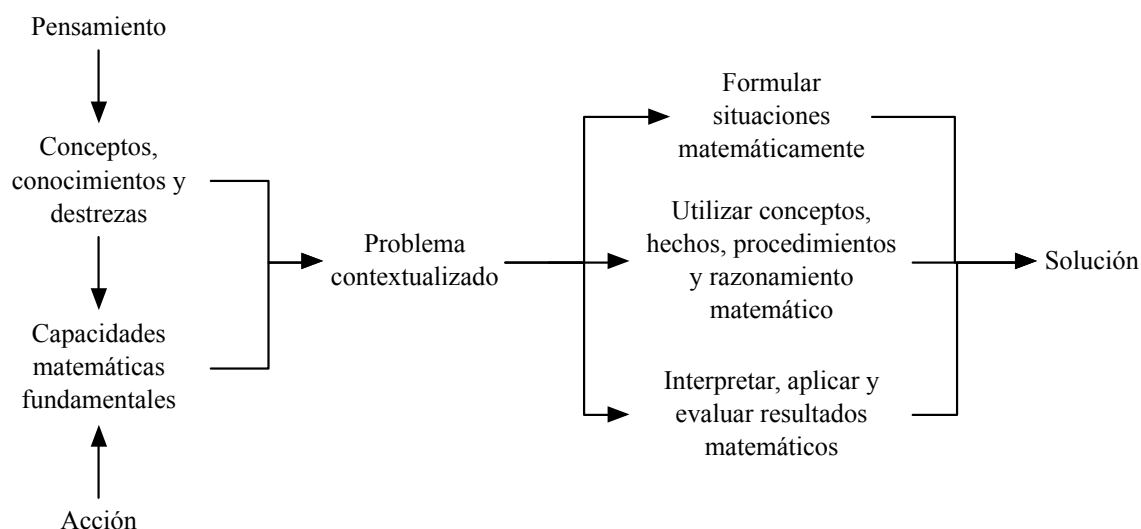 Pensamiento
Conceptos,
conocimientos y
destrezas
Capacidades
matemáticas
fundamentales
Acción
Problema
contextualizado
Formular
situaciones
matemáticamente
Utilizar conceptos,
hechos, procedimientos
y razonamiento
matemático
Interpretar, aplicar y
evaluar resultados
matemáticos
Solución